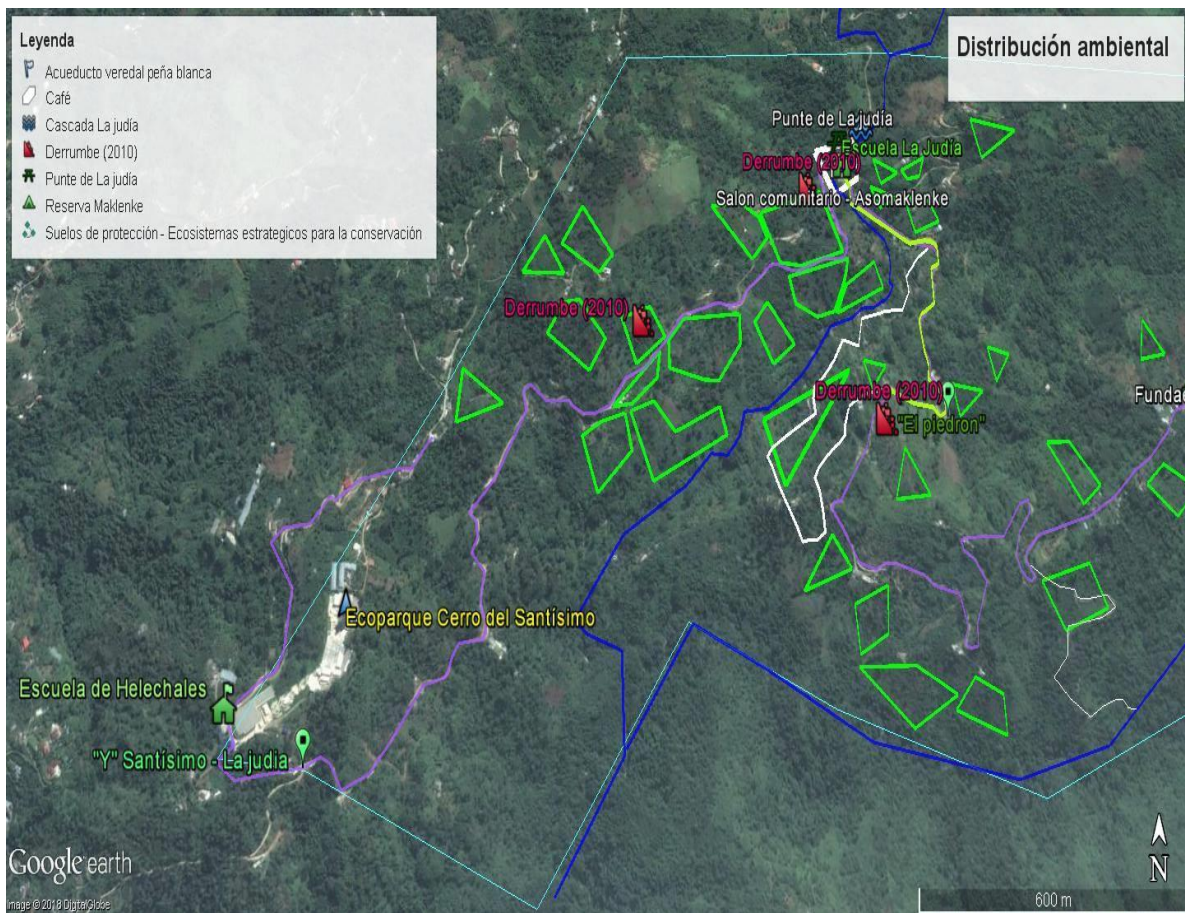 Leyenda
Acueducto veredal peña blanca
Café
Cascada La judía
Derrumbe (2010)
Punte de La judía
Reserva Maklenke
Suelos de protección - Ecosistemas estrategicos para la conservación
Distribución ambiental
Punte de La judía
Escuela La Judía
Derrumbe (2010)
Salon comunitario - Asomaklenke
Derrumbe (2010)
Derrumbe (2010)
"El piedron"
Ecoparque Cerro del Santísimo
Escuela de Helechales
"Y" Santísimo - La judia
Google earth
Image © 2018 DigitalGlobe
N
600 m